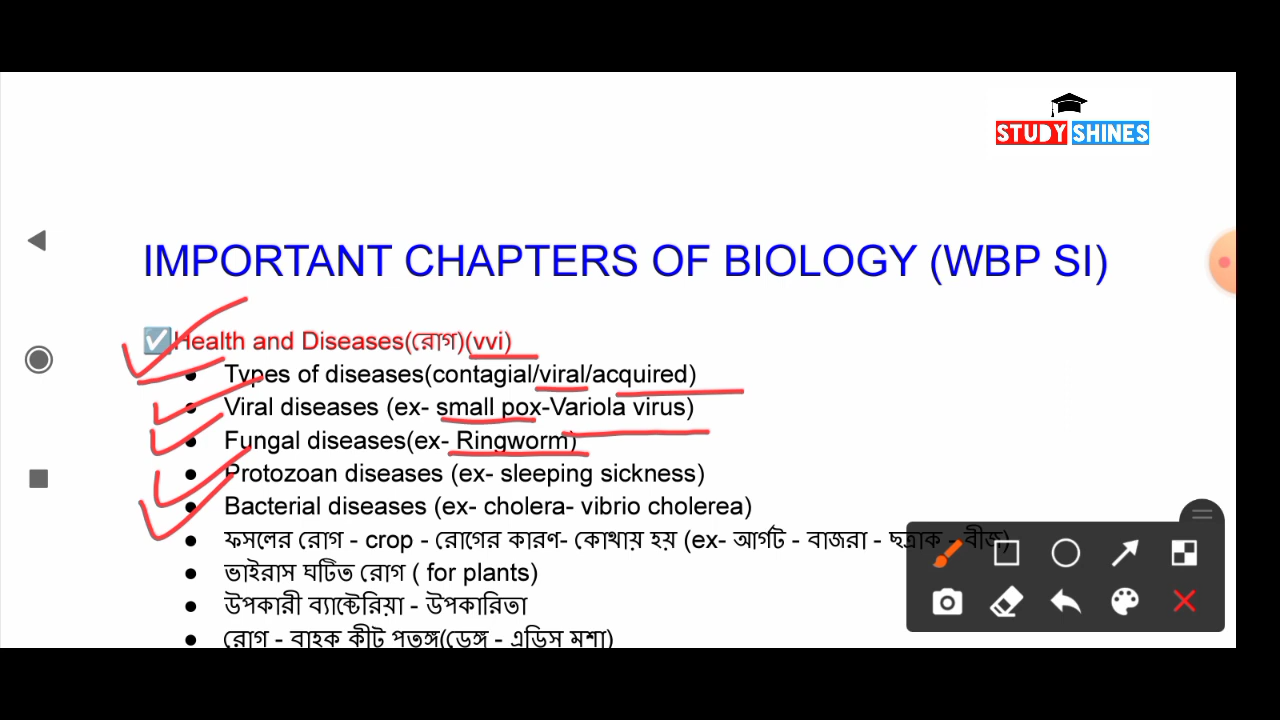 STUDY SHINES
IMPORTANT CHAPTERS OF BIOLOGY (WBP SI)
☑Health and Diseases(রোগ)(vvi)
● Types of diseases(contagial/viral/acquired)
● Viral diseases (ex- small pox-Variola virus)
● Fungal diseases(ex- Ringworm)
● Protozoan diseases (ex- sleeping sickness)
● Bacterial diseases (ex- cholera- vibrio cholerea)
● ফসলের রোগ - crop - রোগের কারণ- কোথায় হয় (ex- আর্গট - বাজরা - ছত্রাক - বীজ)
● ভাইরাস ঘটিত রোগ ( for plants)
● উপকারী ব্যাক্টেরিয়া - উপকারিতা
● রোগ - বাহক কীট পতঙ্গ(ডেঙ্গু - এডিস মশা)